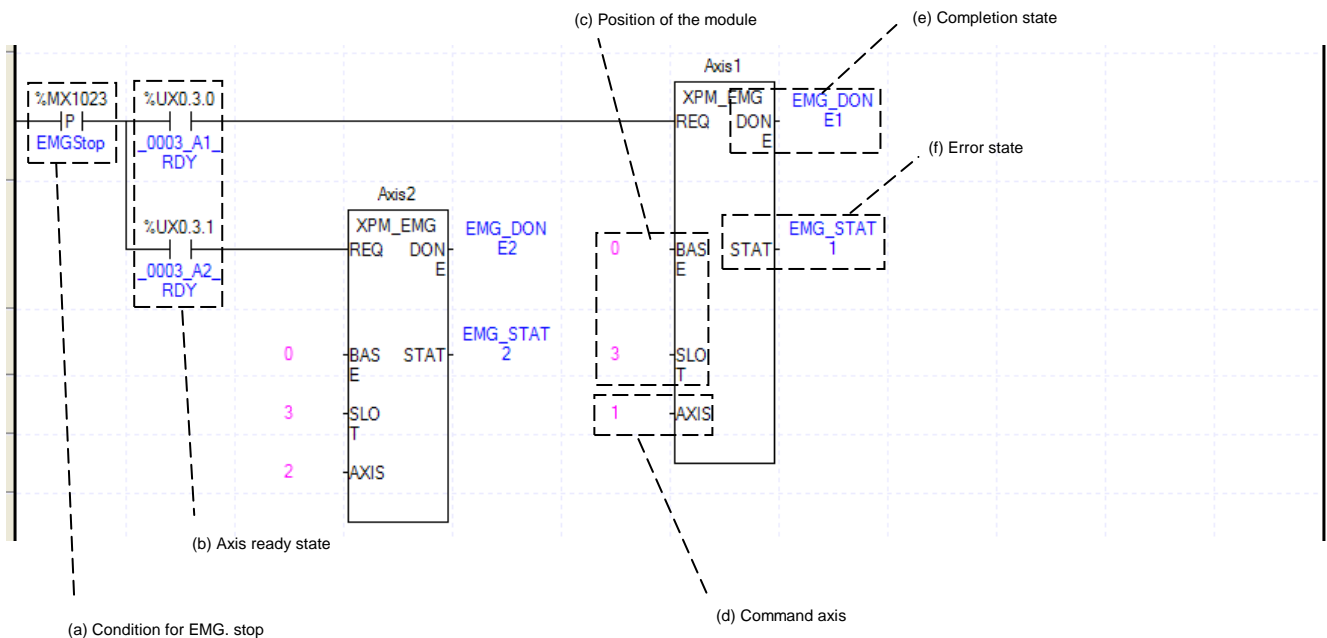 (c) Position of the module
(e) Completion state
Axis1
%MX1023
P
EMGStop
%UX0.3.0
_0003_A1_
RDY
XPM_EMG
REQ DON
E
EMG_DON
E1
(f) Error state
Axis2
%UX0.3.1
_0003_A2_
RDY
XPM_EMG
REQ DON
E
EMG_DON
E2
0
BAS
E
STAT
EMG_STAT
1
0
BAS
E
STAT
EMG_STAT
2
3
SLO
T
3
SLO
T
1
AXIS
2
AXIS
(b) Axis ready state
(d) Command axis
(a) Condition for EMG. stop